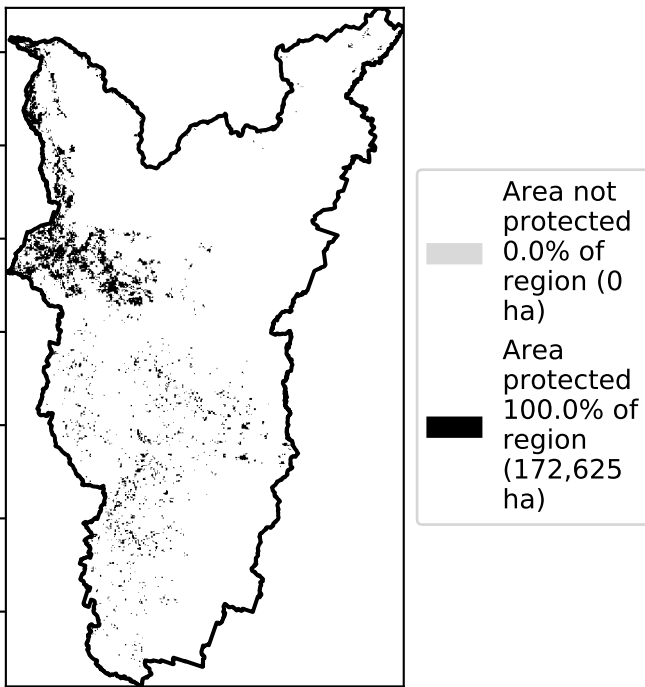 Area not
protected
0.0% of
region (0
ha)
Area
protected
100.0% of
region
(172,625
ha)